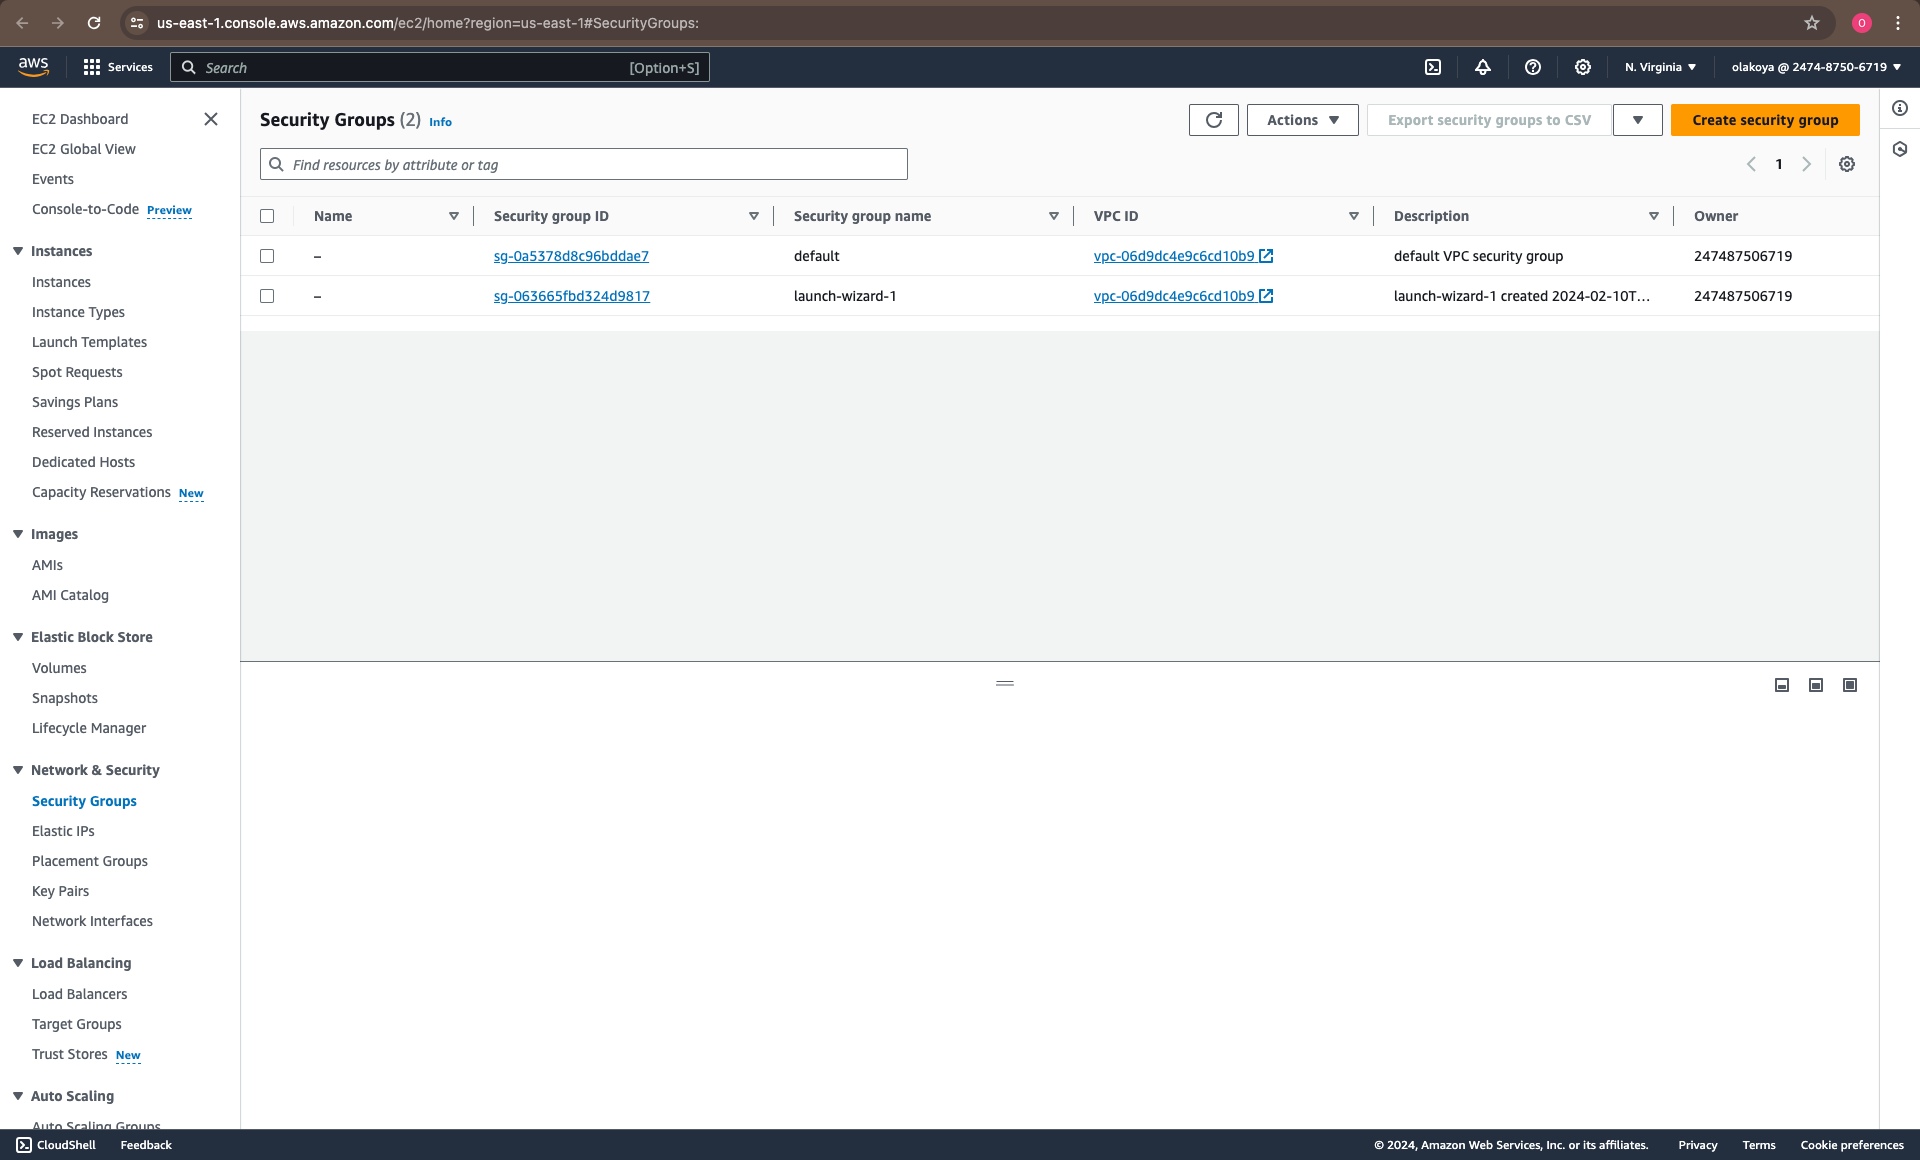 us-east-1.console.aws.amazon.com/ec2/home?region=us-east-1#SecurityGroups:
O
aws
Services
Search
[Option+S]
N. Virginia
olakoya @ 2474-8750-6719
EC2 Dashboard
EC2 Global View
Events
Console-to-Code Preview
Instances
Instances
Instance Types
Launch Templates
Spot Requests
Savings Plans
Reserved Instances
Dedicated Hosts
Capacity Reservations New
Images
AMIs
AMI Catalog
Elastic Block Store
Volumes
Snapshots
Lifecycle Manager
Network & Security
Security Groups
Elastic IPs
Placement Groups
Key Pairs
Network Interfaces
Load Balancing
Load Balancers
Target Groups
Trust Stores New
Auto Scaling
Auto Scaling Groups
Security Groups (2) Info
Actions
Export security groups to CSV
Create security group
Find resources by attribute or tag
1
Name Security group ID Security group name VPC ID Description Owner
– sg-0a5378d8c96bddae7 default vpc-06d9dc4e9c6cd10b9 default VPC security group 247487506719
– sg-063665fbd324d9817 launch-wizard-1 vpc-06d9dc4e9c6cd10b9 launch-wizard-1 created 2024-02-10T... 247487506719
CloudShell
Feedback
© 2024, Amazon Web Services, Inc. or its affiliates.
Privacy
Terms
Cookie preferences